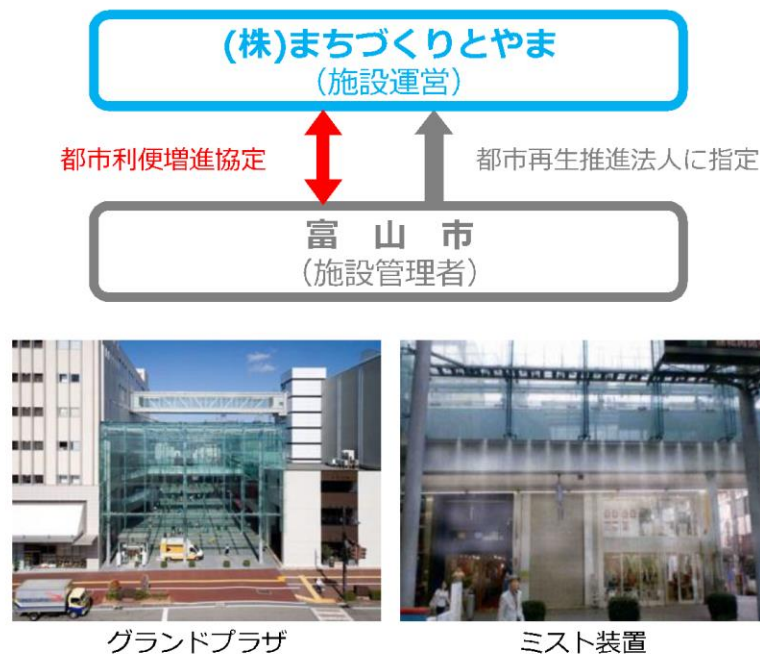 (株)まちづくりとやま
（施設運営）
都市利便増進協定
都市再生推進法人に指定
富　山　市
（施設管理者）
グランドプラザ
ミスト装置